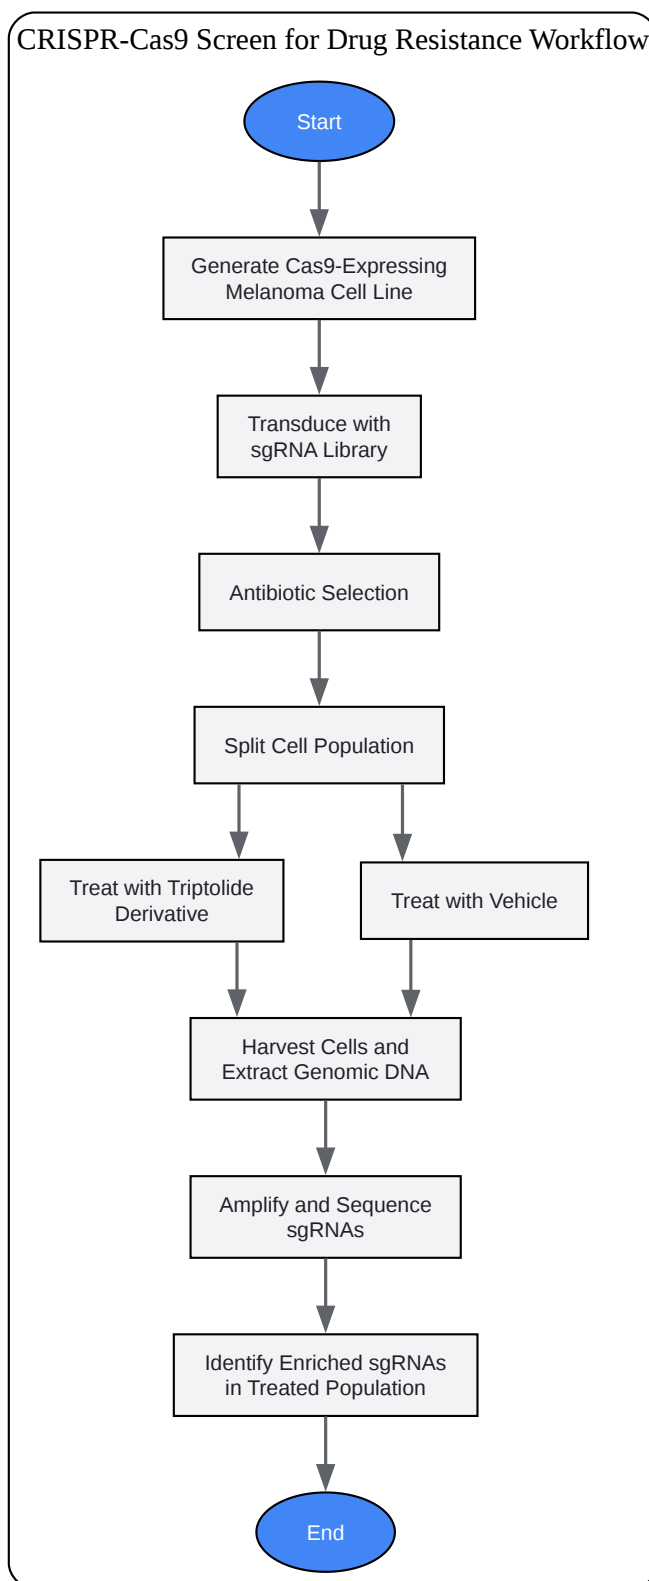 CRISPR-Cas9 Screen for Drug Resistance Workflow
Start
Generate Cas9-Expressing
Melanoma Cell Line
Transduce with
sgRNA Library
Antibiotic Selection
Split Cell Population
Treat with Triptolide
Derivative
Treat with Vehicle
Harvest Cells and
Extract Genomic DNA
Amplify and Sequence
sgRNAs
Identify Enriched sgRNAs
in Treated Population
End